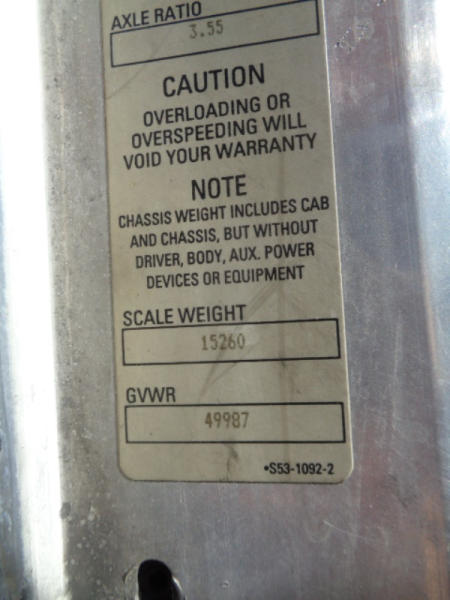 AXLE RATIO
3.55
CAUTION
OVERLOADING OR
OVERSPEEDING WILL
VOID YOUR WARRANTY
NOTE
CHASSIS WEIGHT INCLUDES CAB
AND CHASSIS, BUT WITHOUT
DRIVER, BODY, AUX. POWER
DEVICES OR EQUIPMENT
SCALE WEIGHT
15260
GVWR
49987
•S53-1092-2